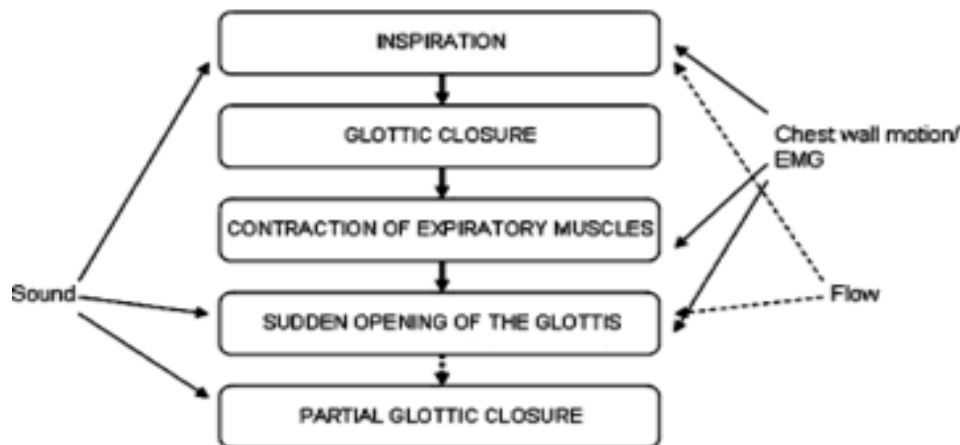 INSPIRATION
GLOTTIC CLOSURE
Chest wall motion/
EMG
CONTRACTION OF EXPIRATORY MUSCLES
Sound
Flow
SUDDEN OPENING OF THE GLOTTIS
PARTIAL GLOTTIC CLOSURE